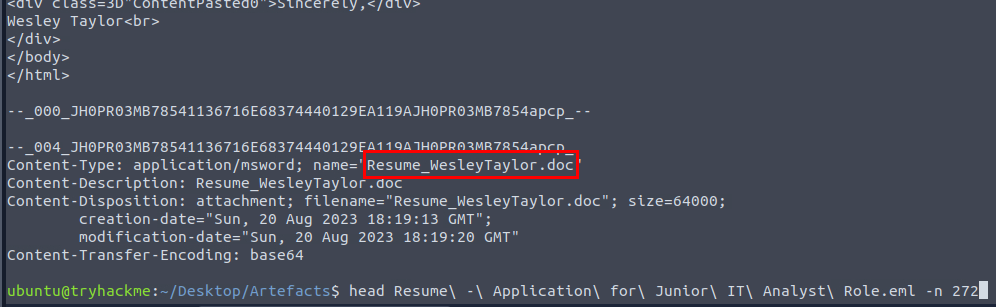 <div class=3D"ContentPasted0">Sincerely,</div>
Wesley Taylor<br>
</div>
</body>
</html>
--_000_JH0PR03MB78541136716E68374440129EA119AJH0PR03MB7854apcp_--
--_004_JH0PR03MB78541136716E68374440129EA119AJH0PR03MB7854apcp_
Content-Type: application/msword; name="Resume_WesleyTaylor.doc"
Content-Description: Resume_WesleyTaylor.doc
Content-Disposition: attachment; filename="Resume_WesleyTaylor.doc"; size=64000;
creation-date="Sun, 20 Aug 2023 18:19:13 GMT";
modification-date="Sun, 20 Aug 2023 18:19:20 GMT"
Content-Transfer-Encoding: base64
ubuntu@tryhackme:~/Desktop/Artefacts$ head Resume\ -\ Application\ for\ Junior\ IT\ Analyst\ Role.eml -n 272